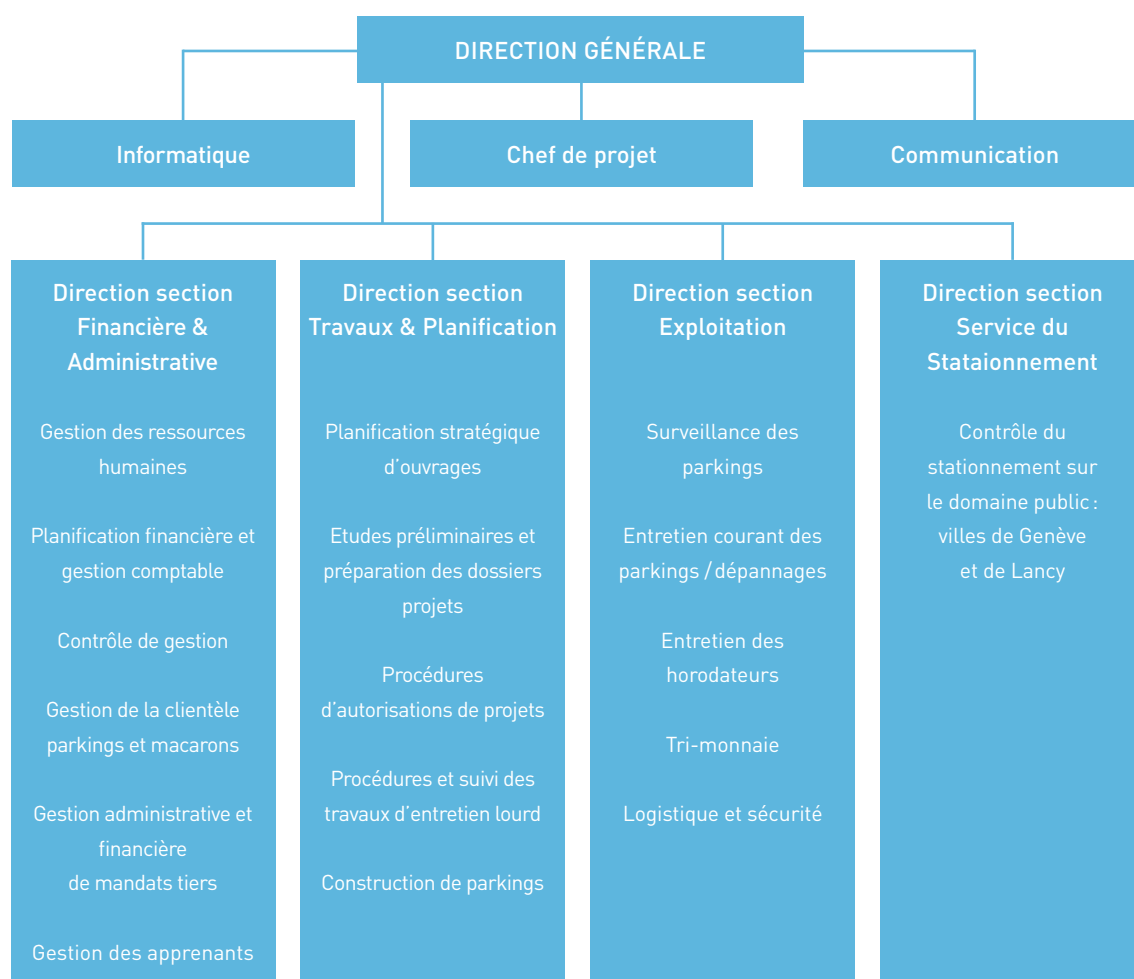 DIRECTION GÉNÉRALE
Informatique
Chef de projet
Communication
Direction section
Financière &
Administrative
Gestion des ressources
humaines
Planification financière et
gestion comptable
Contrôle de gestion
Gestion de la clientèle
parkings et macarons
Gestion administrative et
financière
de mandats tiers
Gestion des apprenants
Direction section
Travaux & Planification
Planification stratégique
d'ouvrages
Etudes préliminaires et
préparation des dossiers
projets
Procédures
d'autorisations de projets
Procédures et suivi des
travaux d'entretien lourd
Construction de parkings
Direction section
Exploitation
Surveillance des
parkings
Entretien courant des
parkings / dépannages
Entretien des
horodateurs
Tri-monnaie
Logistique et sécurité
Direction section
Service du
Stataionnement
Contrôle du
stationnement sur
le domaine public :
villes de Genève
et de Lancy